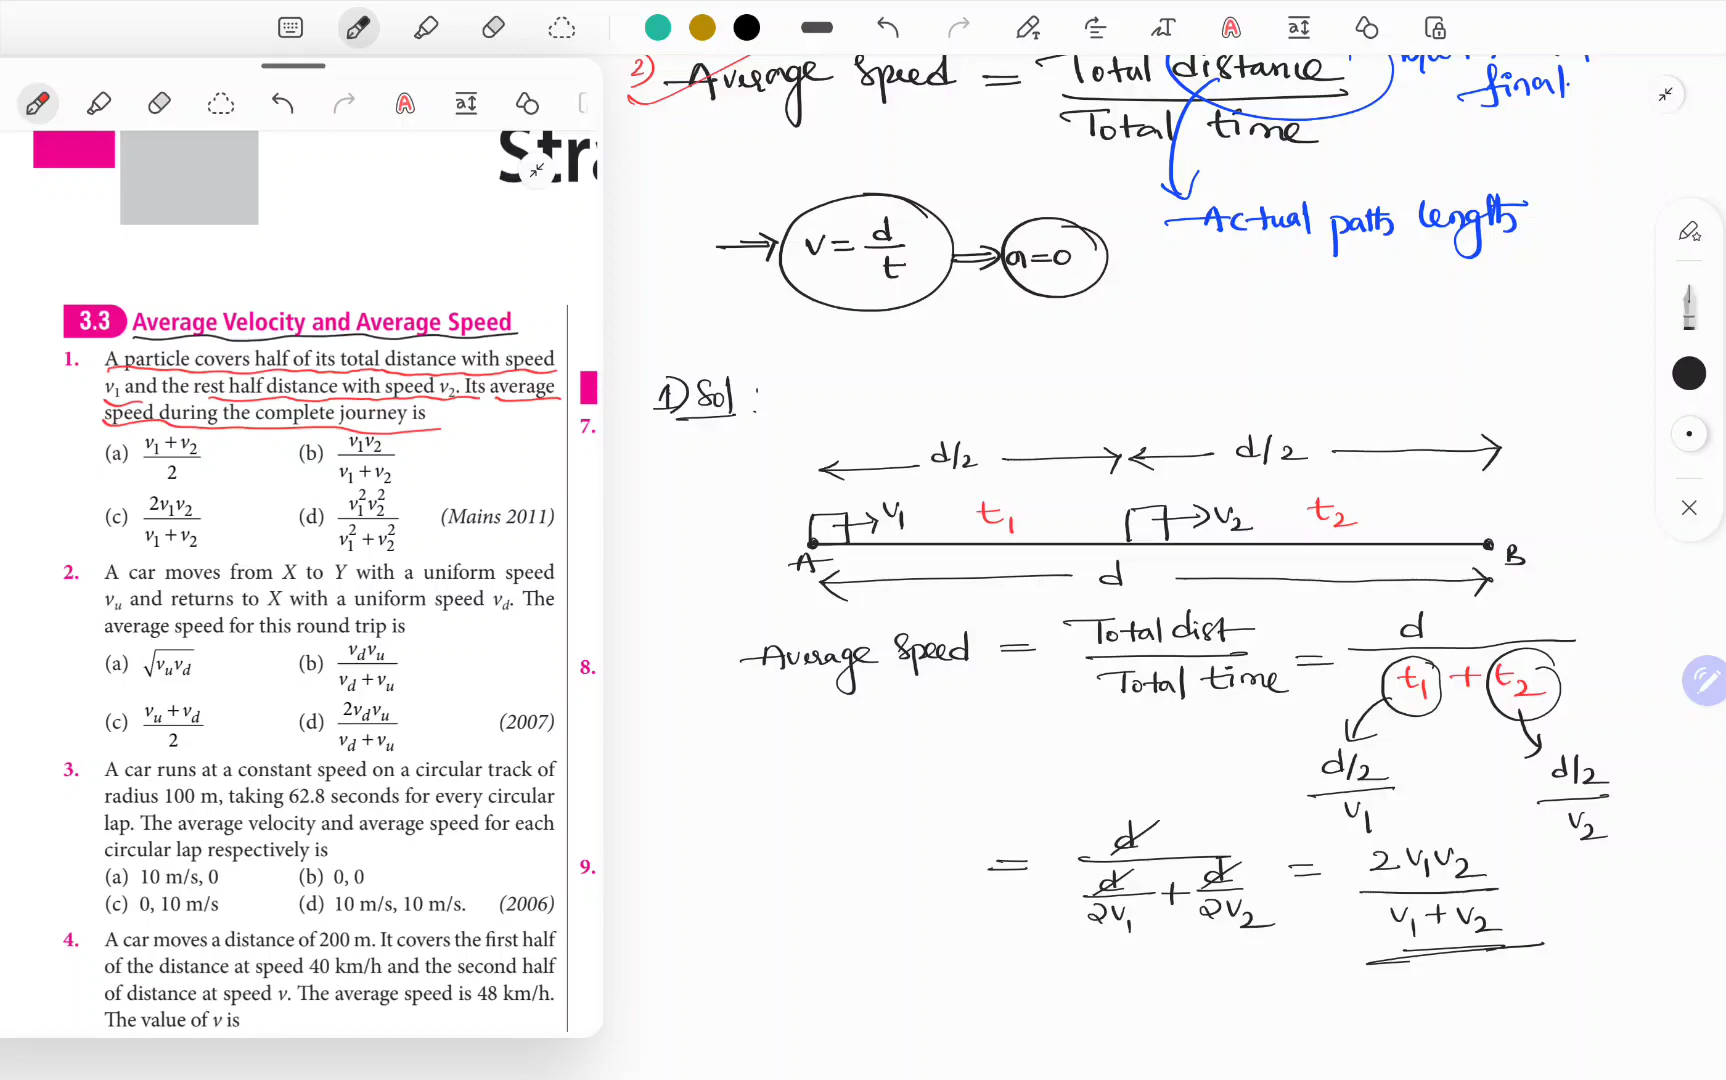 Str
3.3 Average Velocity and Average Speed
1. A particle covers half of its total distance with speed
v₁ and the rest half distance with speed v₂. Its average
speed during the complete journey is
(a) v₁ + v₂ / 2 (b) v₁v₂ / v₁ + v₂
(c) 2v₁v₂ / v₁ + v₂ (d) v₁²v₂² / v₁² + v₂² (Mains 2011)
2. A car moves from X to Y with a uniform speed
vᵤ and returns to X with a uniform speed v_d. The
average speed for this round trip is
(a) √vᵤv_d (b) v_dvᵤ / v_d + vᵤ
(c) vᵤ + v_d / 2 (d) 2v_dvᵤ / v_d + vᵤ (2007)
3. A car runs at a constant speed on a circular track of
radius 100 m, taking 62.8 seconds for every circular
lap. The average velocity and average speed for each
circular lap respectively is
(a) 10 m/s, 0 (b) 0, 0
(c) 0, 10 m/s (d) 10 m/s, 10 m/s. (2006)
4. A car moves a distance of 200 m. It covers the first half
of the distance at speed 40 km/h and the second half
of distance at speed v. The average speed is 48 km/h.
The value of v is
7.
8.
9.
2) Average Speed = Total distance / Total time
final
Actual path length
v = d / t a=0
1) Sol :
d/2 d/2
v₁ t₁ v₂ t₂
A B
d
Average Speed = Total dist / Total time = d / t₁ + t₂
d/2 / v₁ d/2 / v₂
= d / d/2v₁ + d/2v₂ = 2v₁v₂ / v₁ + v₂